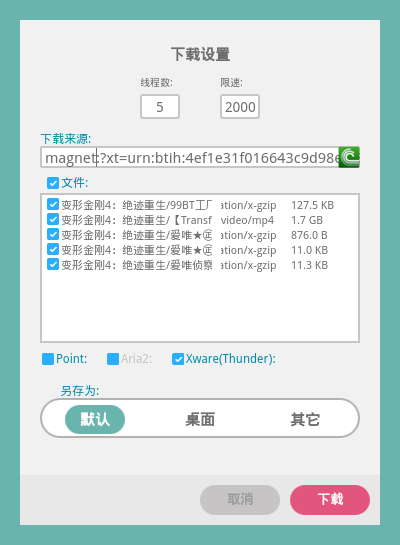 下载设置
线程数: 限速:
5 2000
下载来源:
magnet:?xt=urn:btih:4ef1e31f016643c9d98e
文件:
变形金刚4：绝迹重生/99BT工厂 ation/x-gzip 127.5 KB
变形金刚4：绝迹重生/【Transf video/mp4 1.7 GB
变形金刚4：绝迹重生/爱唯★ ation/x-gzip 876.0 B
变形金刚4：绝迹重生/爱唯★ ation/x-gzip 11.0 KB
变形金刚4：绝迹重生/爱唯侦察 ation/x-gzip 11.3 KB
Point: Aria2: Xware(Thunder):
另存为:
默认 桌面 其它
取消 下载